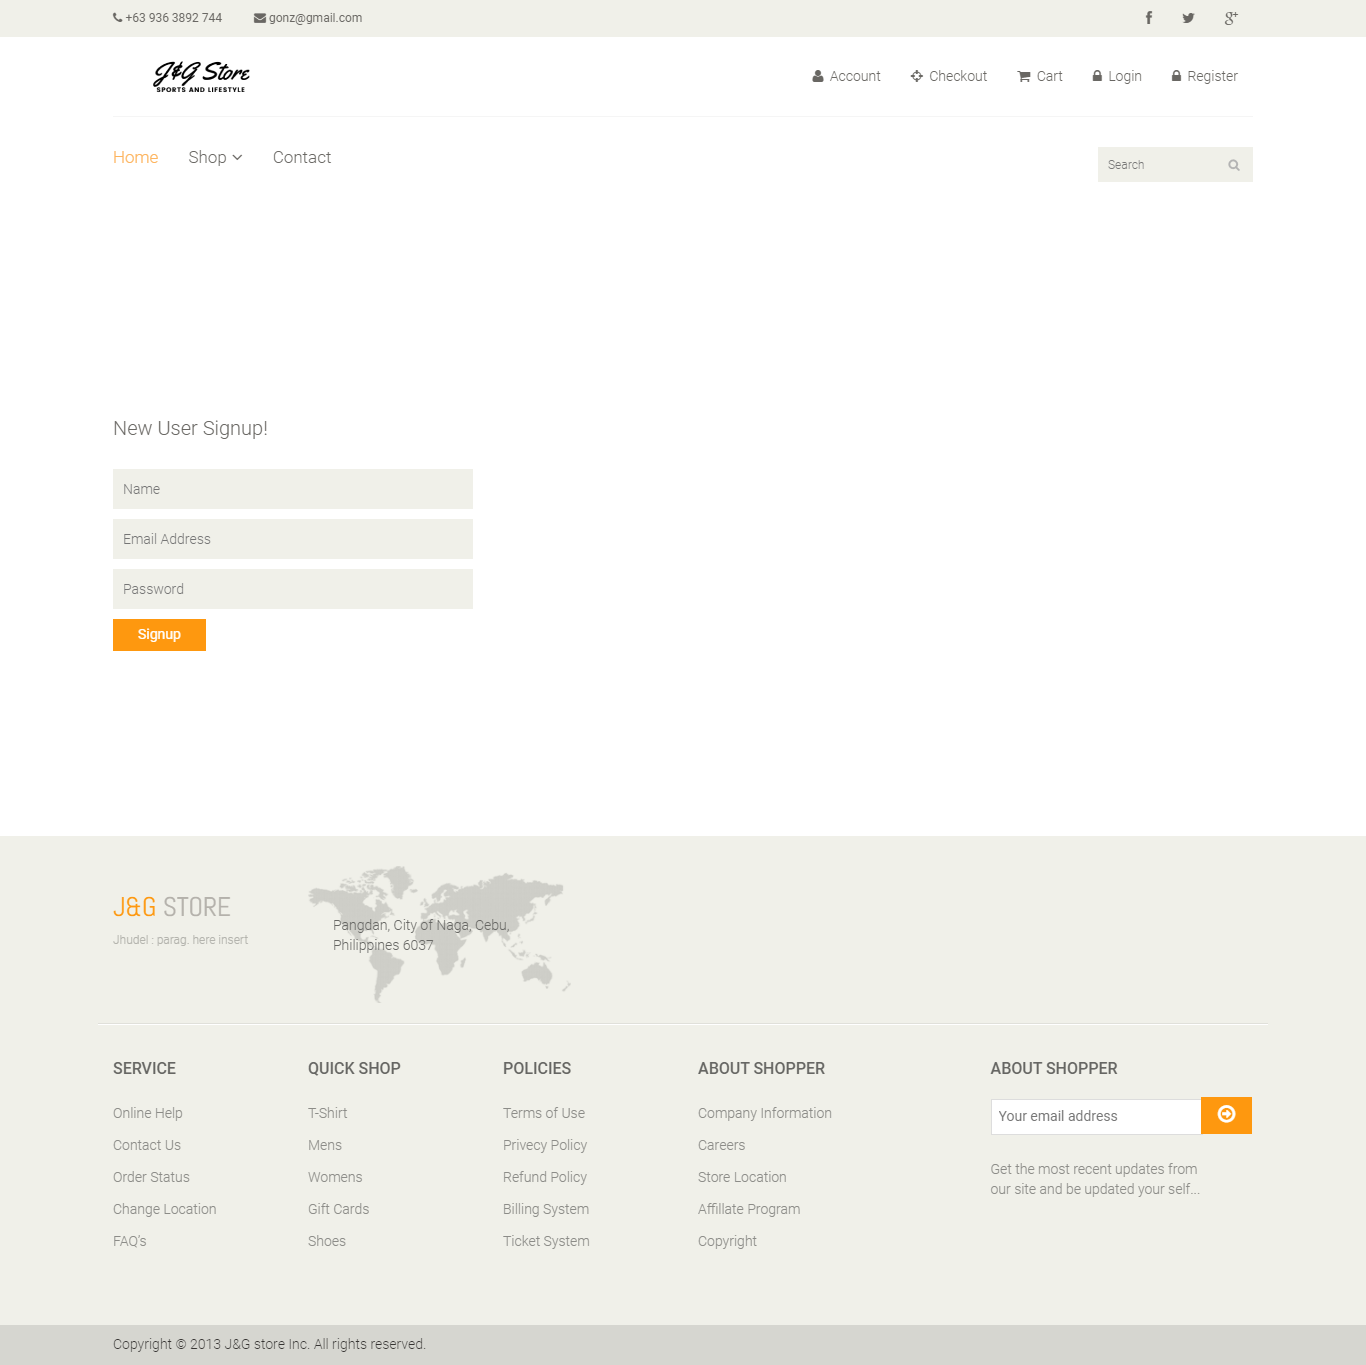 +63 936 3892 744 gonz@gmail.com
J&G Store
SPORTS AND LIFESTYLE
Account Checkout Cart Login Register
Home Shop Contact
Search
New User Signup!
Name
Email Address
Password
Signup
J&G STORE
Jhudel : parag. here insert
Pangdan, City of Naga, Cebu,
Philippines 6037
SERVICE
Online Help
Contact Us
Order Status
Change Location
FAQ's
QUICK SHOP
T-Shirt
Mens
Womens
Gift Cards
Shoes
POLICIES
Terms of Use
Privecy Policy
Refund Policy
Billing System
Ticket System
ABOUT SHOPPER
Company Information
Careers
Store Location
Affillate Program
Copyright
ABOUT SHOPPER
Your email address
Get the most recent updates from
our site and be updated your self...
Copyright © 2013 J&G store Inc. All rights reserved.